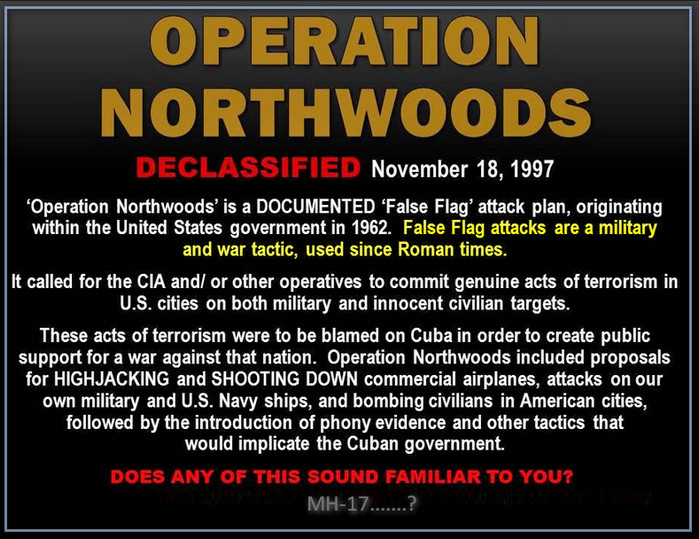 OPERATION
NORTHWOODS
DECLASSIFIED November 18, 1997
‘Operation Northwoods’ is a DOCUMENTED ‘False Flag’ attack plan, originating
within the United States government in 1962. False Flag attacks are a military
and war tactic, used since Roman times.
It called for the CIA and/ or other operatives to commit genuine acts of terrorism in
U.S. cities on both military and innocent civilian targets.
These acts of terrorism were to be blamed on Cuba in order to create public
support for a war against that nation. Operation Northwoods included proposals
for HIGHJACKING and SHOOTING DOWN commercial airplanes, attacks on our
own military and U.S. Navy ships, and bombing civilians in American cities,
followed by the introduction of phony evidence and other tactics that
would implicate the Cuban government.
DOES ANY OF THIS SOUND FAMILIAR TO YOU?
MH-17.......?